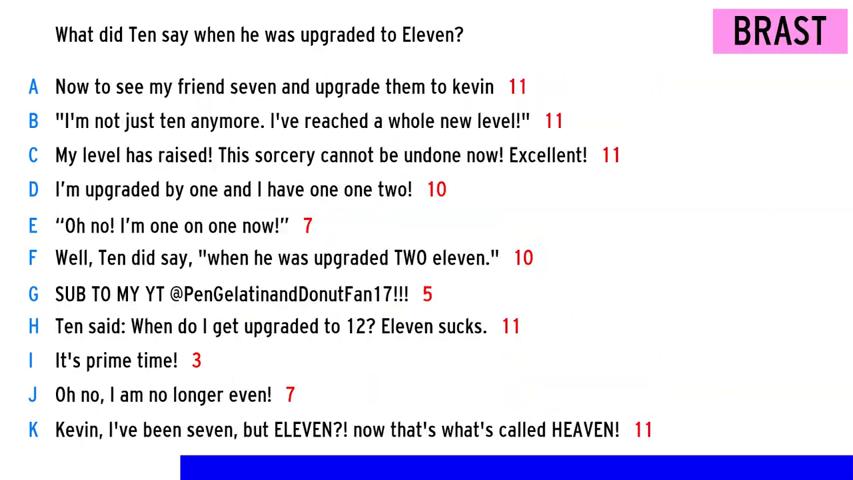 What did Ten say when he was upgraded to Eleven?
BRAST
A Now to see my friend seven and upgrade them to kevin 11
B "I'm not just ten anymore. I've reached a whole new level!" 11
C My level has raised! This sorcery cannot be undone now! Excellent! 11
D I’m upgraded by one and I have one one two! 10
E “Oh no! I’m one on one now!” 7
F Well, Ten did say, "when he was upgraded TWO eleven." 10
G SUB TO MY YT @PenGelatinandDonutFan17!!! 5
H Ten said: When do I get upgraded to 12? Eleven sucks. 11
I It's prime time! 3
J Oh no, I am no longer even! 7
K Kevin, I've been seven, but ELEVEN?! now that's what's called HEAVEN! 11